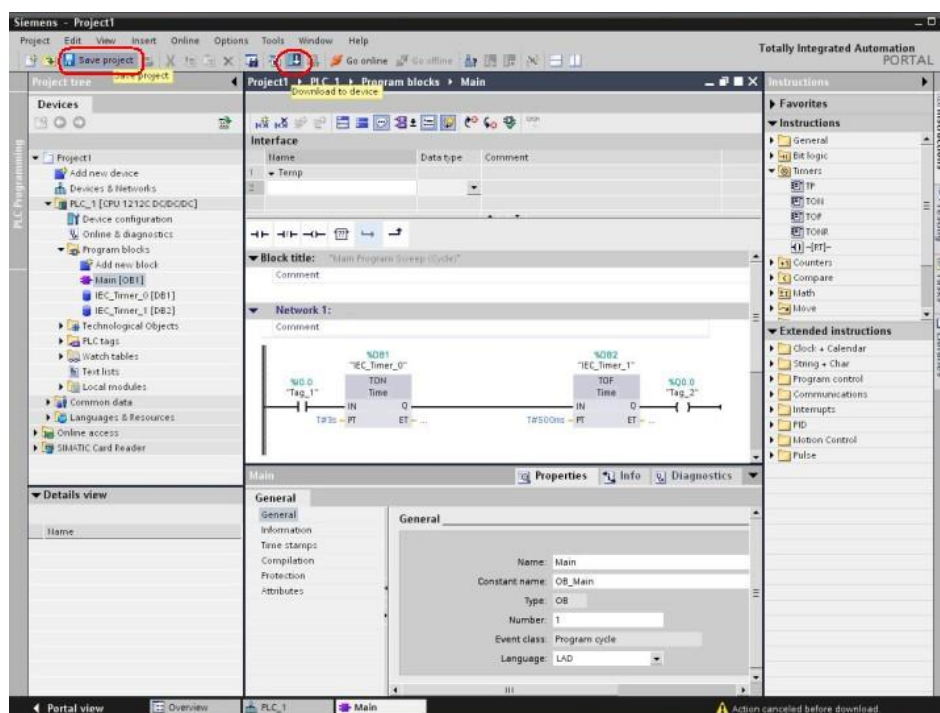 Siemens - Project1
Project Edit View Insert Online Options Tools Window Help
Totally Integrated Automation
PORTAL
Save project
Go online
Go offline
Save project
Download to device
Project tree
Devices
Project1
Add new device
Devices & Networks
PLC_1 [CPU 1212C DC/DC/DC]
Device configuration
Online & diagnostics
Program blocks
Add new block
Main [OB1]
IEC_Timer_0 [DB1]
IEC_Timer_1 [DB2]
Technological Objects
PLC tags
Watch tables
Text lists
Local modules
Common data
Languages & Resources
Online access
SIMATIC Card Reader
Details view
Name
PLC Programming
Project1 PLC_1 Program blocks Main
Interface
Name Data type Comment
1 Temp
2
Block title: "Main Program Sweep (Cycle)"
Comment
Network 1:
Comment
%DB1
"IEC_Timer_0"
%DB2
"IEC_Timer_1"
%I0.0
"Tag_1"
TON
Time
TOF
Time
%Q0.0
"Tag_2"
IN Q
IN Q
T#3s PT ET ...
T#500ms PT ET ...
Main
Properties Info Diagnostics
General
General
Information
Time stamps
Compilation
Protection
Attributes
General
Name: Main
Constant name: OB_Main
Type: OB
Number: 1
Event class: Program cycle
Language: LAD
Instructions
Favorites
Instructions
General
Bit logic
Timers
TP
TON
TOF
TONR
-[PT]-
Counters
Compare
Math
Move
Extended instructions
Clock + Calendar
String + Char
Program control
Communications
Interrupts
PID
Motion Control
Pulse
Portal view
Overview
PLC_1
Main
Action canceled before download